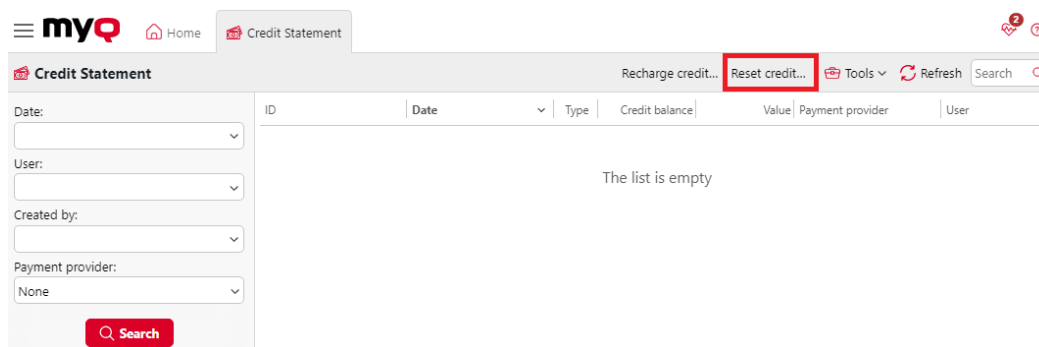 myQ Home Credit Statement 2
Credit Statement Recharge credit... Reset credit... Tools Refresh Search
Date: ID Date Type Credit balance Value Payment provider User
User:
The list is empty
Created by:
Payment provider:
None
Search